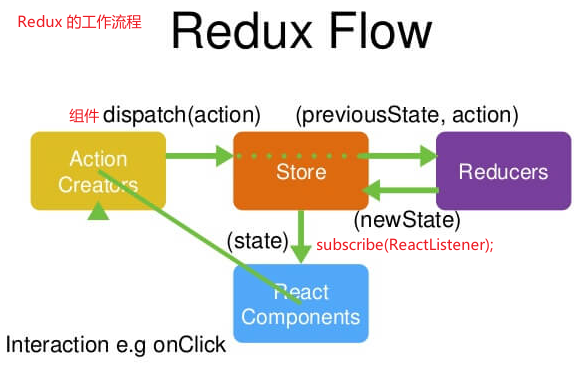 Redux 的工作流程
Redux Flow
组件 dispatch(action)
(previousState, action)
Action
Creators
Store
Reducers
(newState)
(state)
subscribe(ReactListener);
React
Components
Interaction e.g onClick